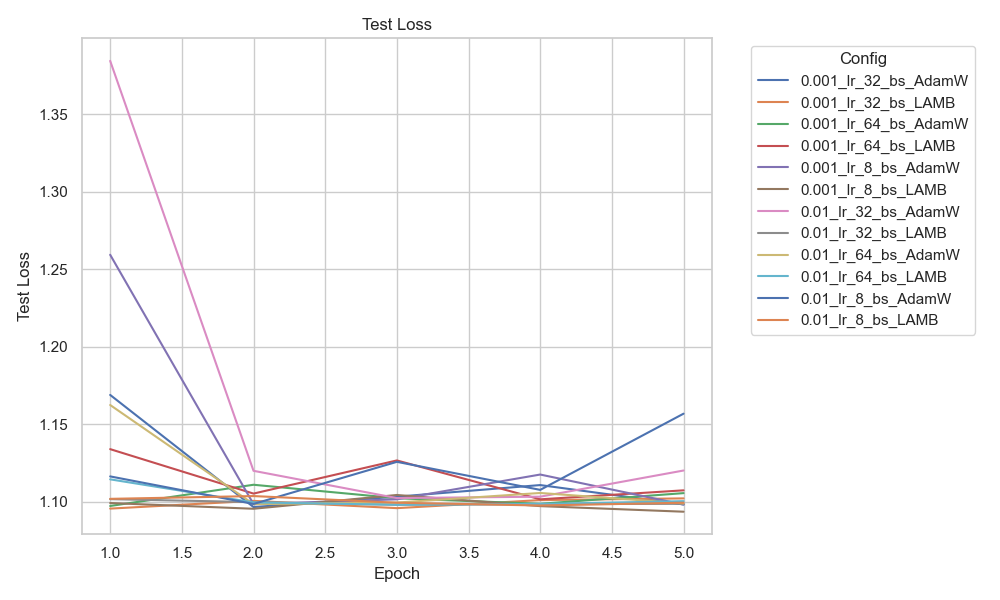 Test Loss
Config
0.001_lr_32_bs_AdamW
0.001_lr_32_bs_LAMB
0.001_lr_64_bs_AdamW
0.001_lr_64_bs_LAMB
0.001_lr_8_bs_AdamW
0.001_lr_8_bs_LAMB
0.01_lr_32_bs_AdamW
0.01_lr_32_bs_LAMB
0.01_lr_64_bs_AdamW
0.01_lr_64_bs_LAMB
0.01_lr_8_bs_AdamW
0.01_lr_8_bs_LAMB
Test Loss
1.35
1.30
1.25
1.20
1.15
1.10
1.0 1.5 2.0 2.5 3.0 3.5 4.0 4.5 5.0
Epoch